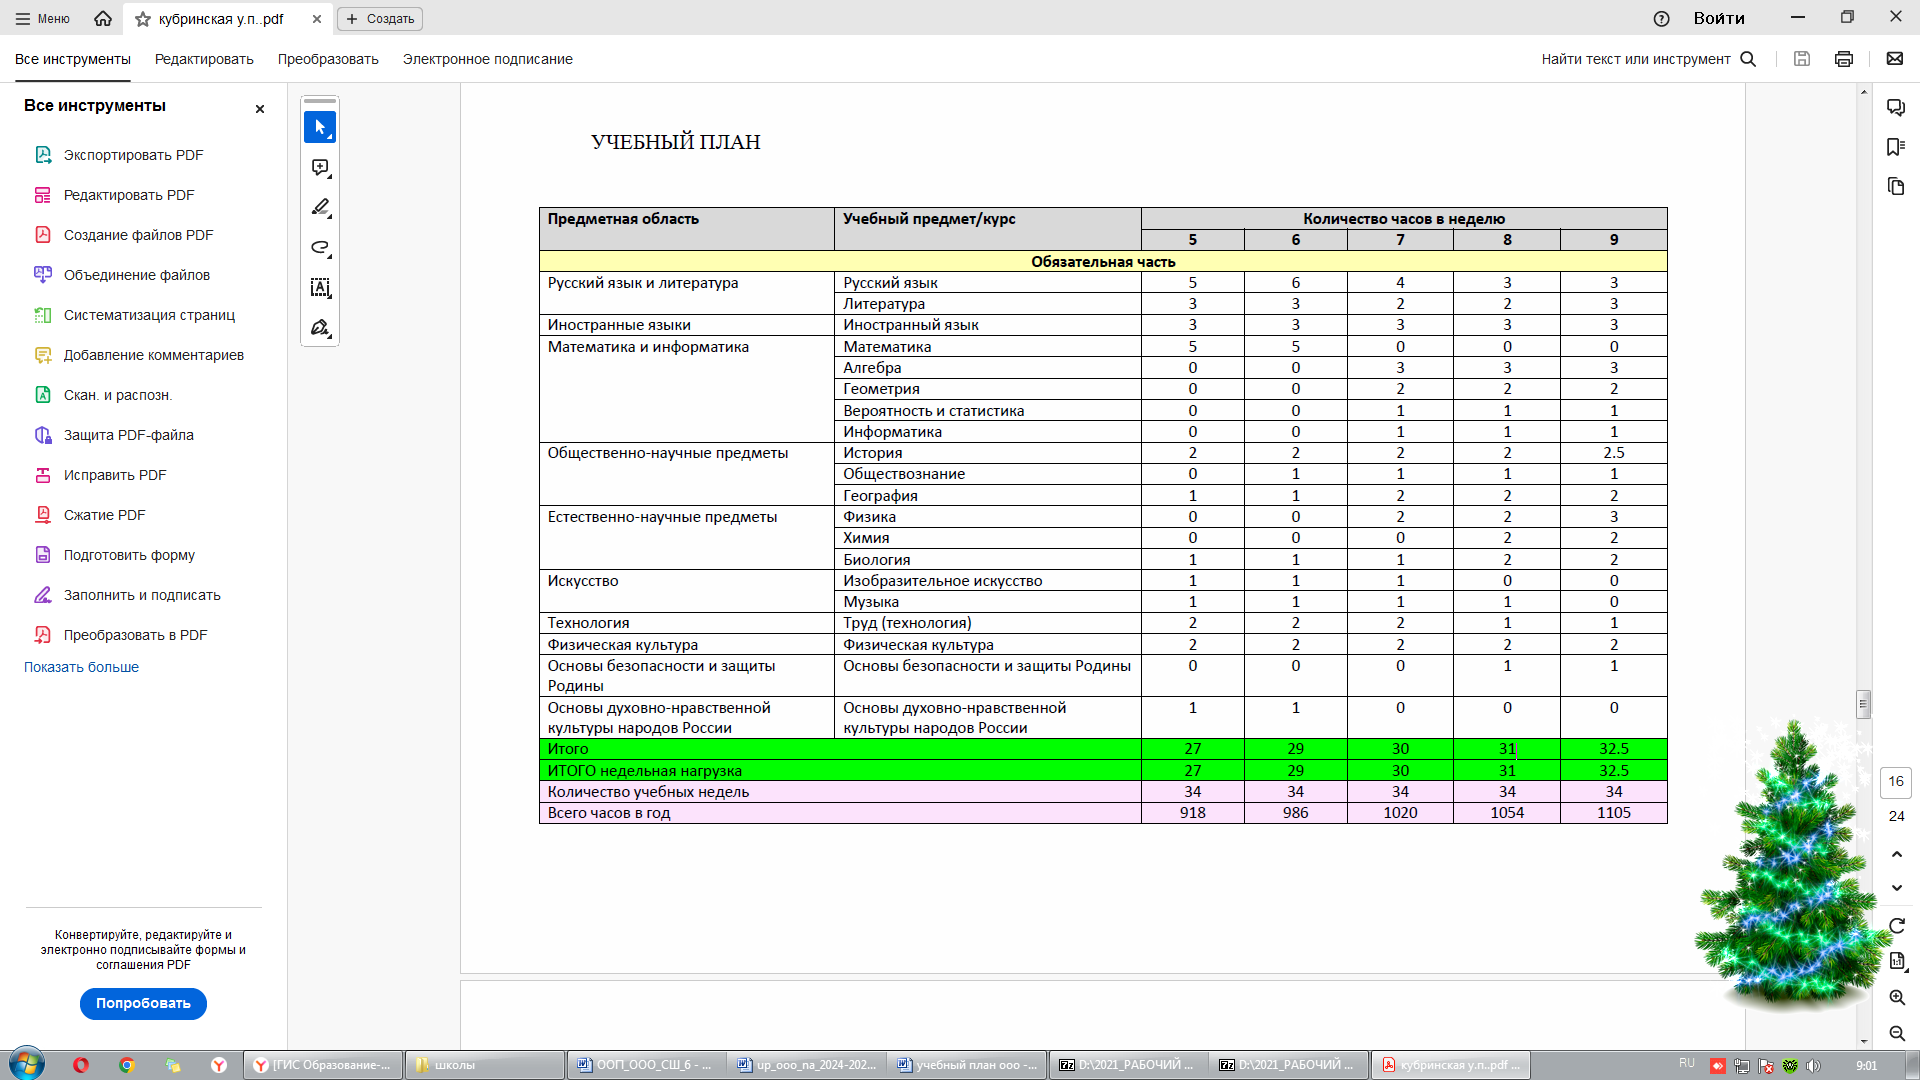 Меню
кубринская у.п..pdf
Создать
Войти
Все инструменты Редактировать Преобразовать Электронное подписание
Найти текст или инструмент
Все инструменты
Экспортировать PDF
Редактировать PDF
Создание файлов PDF
Объединение файлов
Систематизация страниц
Добавление комментариев
Скан. и распозн.
Защита PDF-файла
Исправить PDF
Сжатие PDF
Подготовить форму
Заполнить и подписать
Преобразовать в PDF
Показать больше
Конвертируйте, редактируйте и
электронно подписывайте формы и
соглашения PDF
Попробовать
УЧЕБНЫЙ ПЛАН
Предметная область Учебный предмет/курс Количество часов в неделю
5 6 7 8 9
Обязательная часть
Русский язык и литература Русский язык 5 6 4 3 3
Литература 3 3 2 2 3
Иностранные языки Иностранный язык 3 3 3 3 3
Математика и информатика Математика 5 5 0 0 0
Алгебра 0 0 3 3 3
Геометрия 0 0 2 2 2
Вероятность и статистика 0 0 1 1 1
Информатика 0 0 1 1 1
Общественно-научные предметы История 2 2 2 2 2.5
Обществознание 0 1 1 1 1
География 1 1 2 2 2
Естественно-научные предметы Физика 0 0 2 2 3
Химия 0 0 0 2 2
Биология 1 1 1 2 2
Искусство Изобразительное искусство 1 1 1 0 0
Музыка 1 1 1 1 0
Технология Труд (технология) 2 2 2 1 1
Физическая культура Физическая культура 2 2 2 2 2
Основы безопасности и защиты Основы безопасности и защиты Родины 0 0 0 1 1
Родины
Основы духовно-нравственной Основы духовно-нравственной 1 1 0 0 0
культуры народов России культуры народов России
Итого 27 29 30 31 32.5
ИТОГО недельная нагрузка 27 29 30 31 32.5
Количество учебных недель 34 34 34 34 34
Всего часов в год 918 986 1020 1054 1105
16
24
1:1
[ГИС Образование-...
школы
ООП_ООО_СШ_6 - ...
up_ooo_na_2024-202...
учебный план ооо -...
D:\2021_РАБОЧИЙ ...
D:\2021_РАБОЧИЙ ...
кубринская у.п..pdf ...
RU
9:01